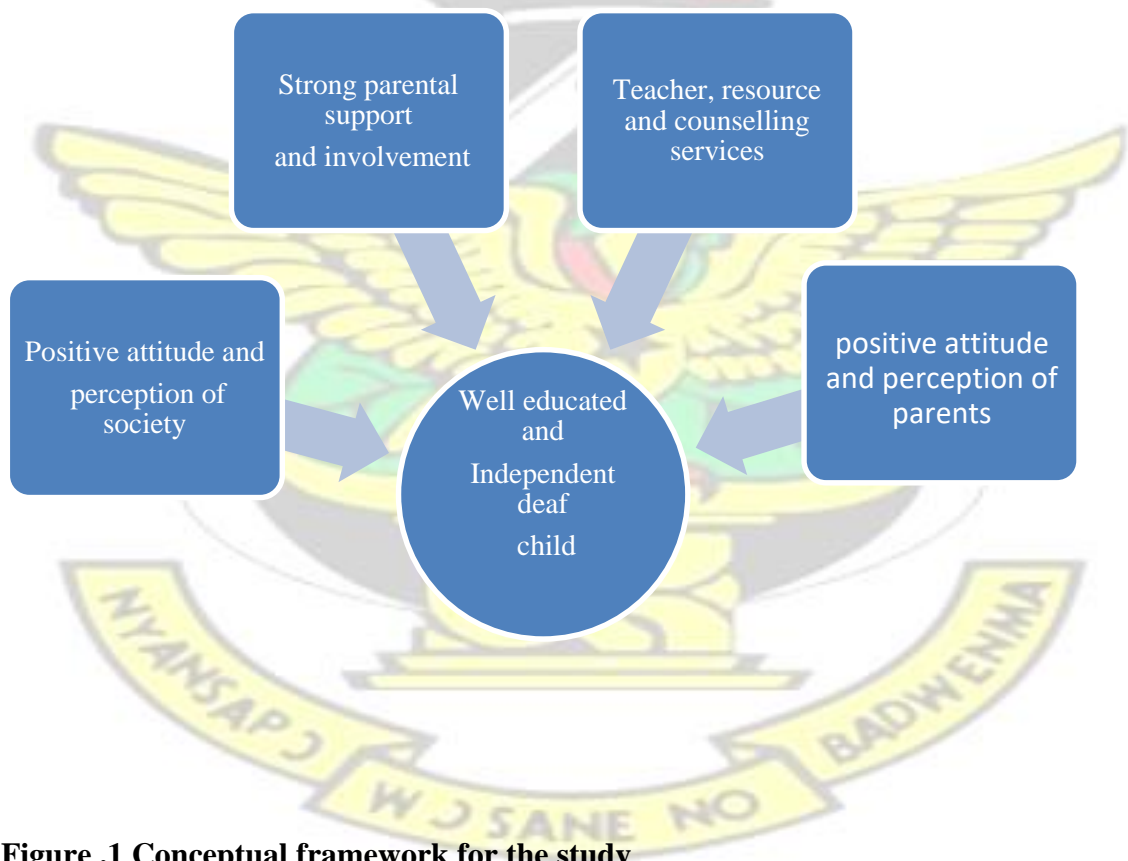 Strong parental
support
and involvement
Teacher, resource
and counselling
services
Positive attitude and
perception of
society
positive attitude
and perception of
parents
Well educated
and
Independent
deaf
child
NYANSAPƆ WƆSANE NO BADWENMA
Figure .1 Conceptual framework for the study